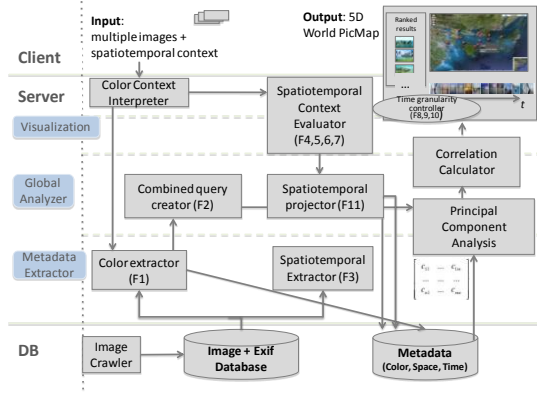 Input:
multiple images +
spatiotemporal context
Output: 5D
World PicMap
Ranked
results
...
t
Client
Server
Visualization
Global
Analyzer
Metadata
Extractor
DB
Color Context
Interpreter
Spatiotemporal
Context
Evaluator
(F4,5,6,7)
Time granularity
controller
(F8,9,10)
Correlation
Calculator
Combined query
creator (F2)
Spatiotemporal
projector (F11)
Principal
Component
Analysis
Color extractor
(F1)
Spatiotemporal
Extractor (F3)
Image
Crawler
Image + Exif
Database
Metadata
(Color, Space, Time)